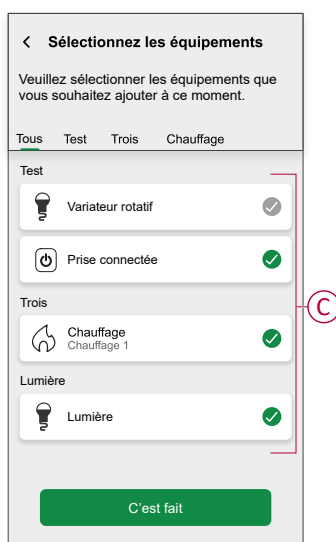 Sélectionnez les équipements
Veuillez sélectionner les équipements que
vous souhaitez ajouter à ce moment.
Tous Test Trois Chauffage
Test
Variateur rotatif
Prise connectée
Trois
Chauffage
Chauffage 1
C
Lumière
Lumière
C'est fait